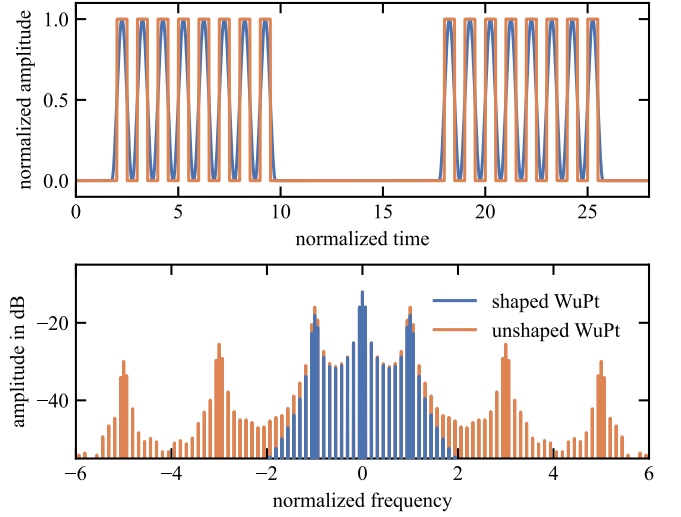 1.0
0.5
0.0
normalized amplitude
0 5 10 15 20 25
normalized time
−20
−40
amplitude in dB
shaped WuPt
unshaped WuPt
−6 −4 −2 0 2 4 6
normalized frequency